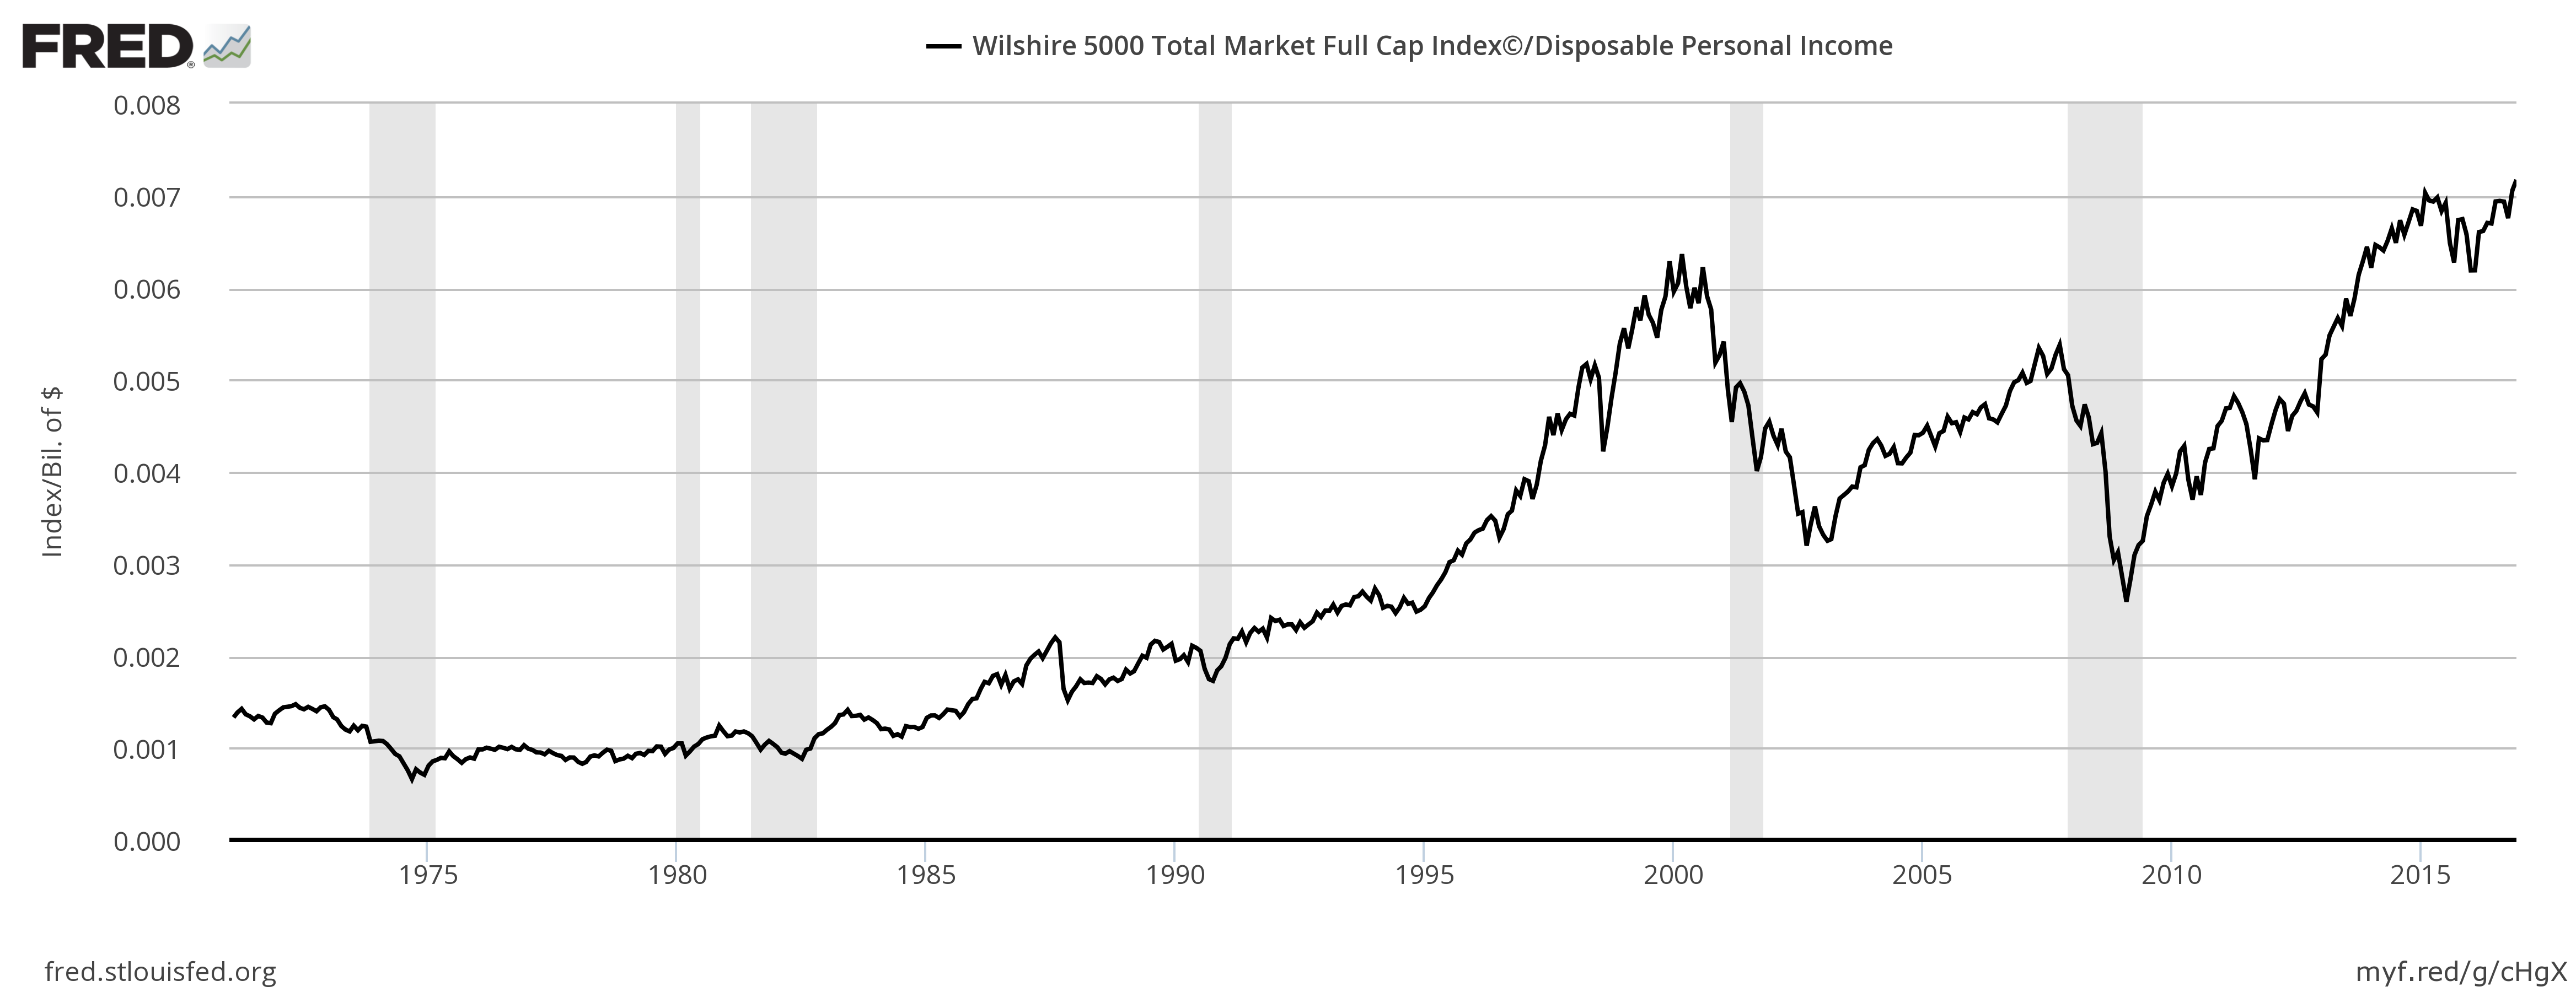 FRED®
Wilshire 5000 Total Market Full Cap Index©/Disposable Personal Income
0.008
0.007
0.006
0.005
0.004
0.003
0.002
0.001
0.000
Index/Bil. of $
1975 1980 1985 1990 1995 2000 2005 2010 2015
fred.stlouisfed.org
myf.red/g/cHgX